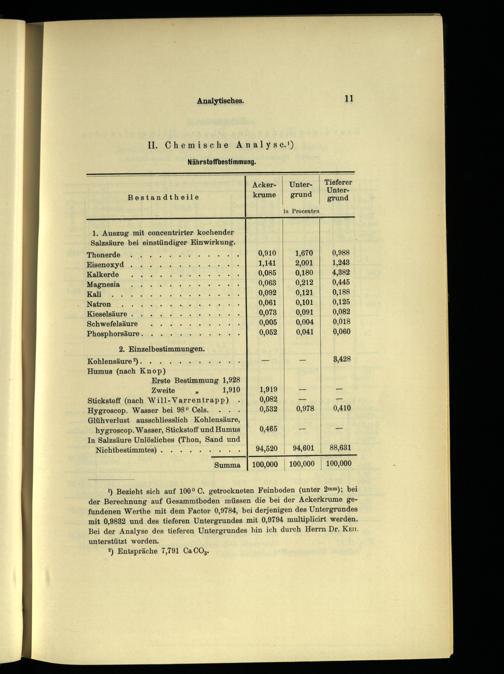 Analytisches. 11
II. Chemische Analyse.¹)
Nährstoffbestimmung.
Bestandtheile Acker- krume Unter- grund Tieferer Unter- grund
in Procenten
1. Auszug mit concentrirter kochender
Salzsäure bei einstündiger Einwirkung.
Thonerde . . . . . . . . . . . . 0,910 1,670 0,988
Eisenoxyd . . . . . . . . . . . . 1,141 2,001 1,243
Kalkerde . . . . . . . . . . . . 0,085 0,180 4,382
Magnesia . . . . . . . . . . . . 0,063 0,212 0,445
Kali . . . . . . . . . . . . . . 0,092 0,121 0,188
Natron . . . . . . . . . . . . . 0,061 0,101 0,125
Kieselsäure . . . . . . . . . . . 0,073 0,091 0,082
Schwefelsäure . . . . . . . . . . 0,005 0,004 0,018
Phosphorsäure . . . . . . . . . . 0,052 0,041 0,060
2. Einzelbestimmungen.
Kohlensäure²) . . . . . . . . . . — — 3,428
Humus (nach Knop)
Erste Bestimmung 1,928
Zweite „ 1,910 1,919 — —
Stickstoff (nach Will-Varrentrapp) . 0,082 — —
Hygroscop. Wasser bei 98° Cels. . . . 0,532 0,978 0,410
Glühverlust ausschliesslich Kohlensäure,
hygroscop. Wasser, Stickstoff und Humus 0,465 — —
In Salzsäure Unlösliches (Thon, Sand und
Nichtbestimmtes) . . . . . . . . . 94,520 94,601 88,631
Summa 100,000 100,000 100,000
¹) Bezieht sich auf 100° C. getrockneten Feinboden (unter 2mm); bei
der Berechnung auf Gesammtboden müssen die bei der Ackerkrume ge-
fundenen Werthe mit dem Factor 0,9784, bei derjenigen des Untergrundes
mit 0,9832 und des tieferen Untergrundes mit 0,9794 multiplicirt werden.
Bei der Analyse des tieferen Untergrundes bin ich durch Herrn Dr. Keil
unterstützt worden.
²) Entspräche 7,791 CaCO₃.